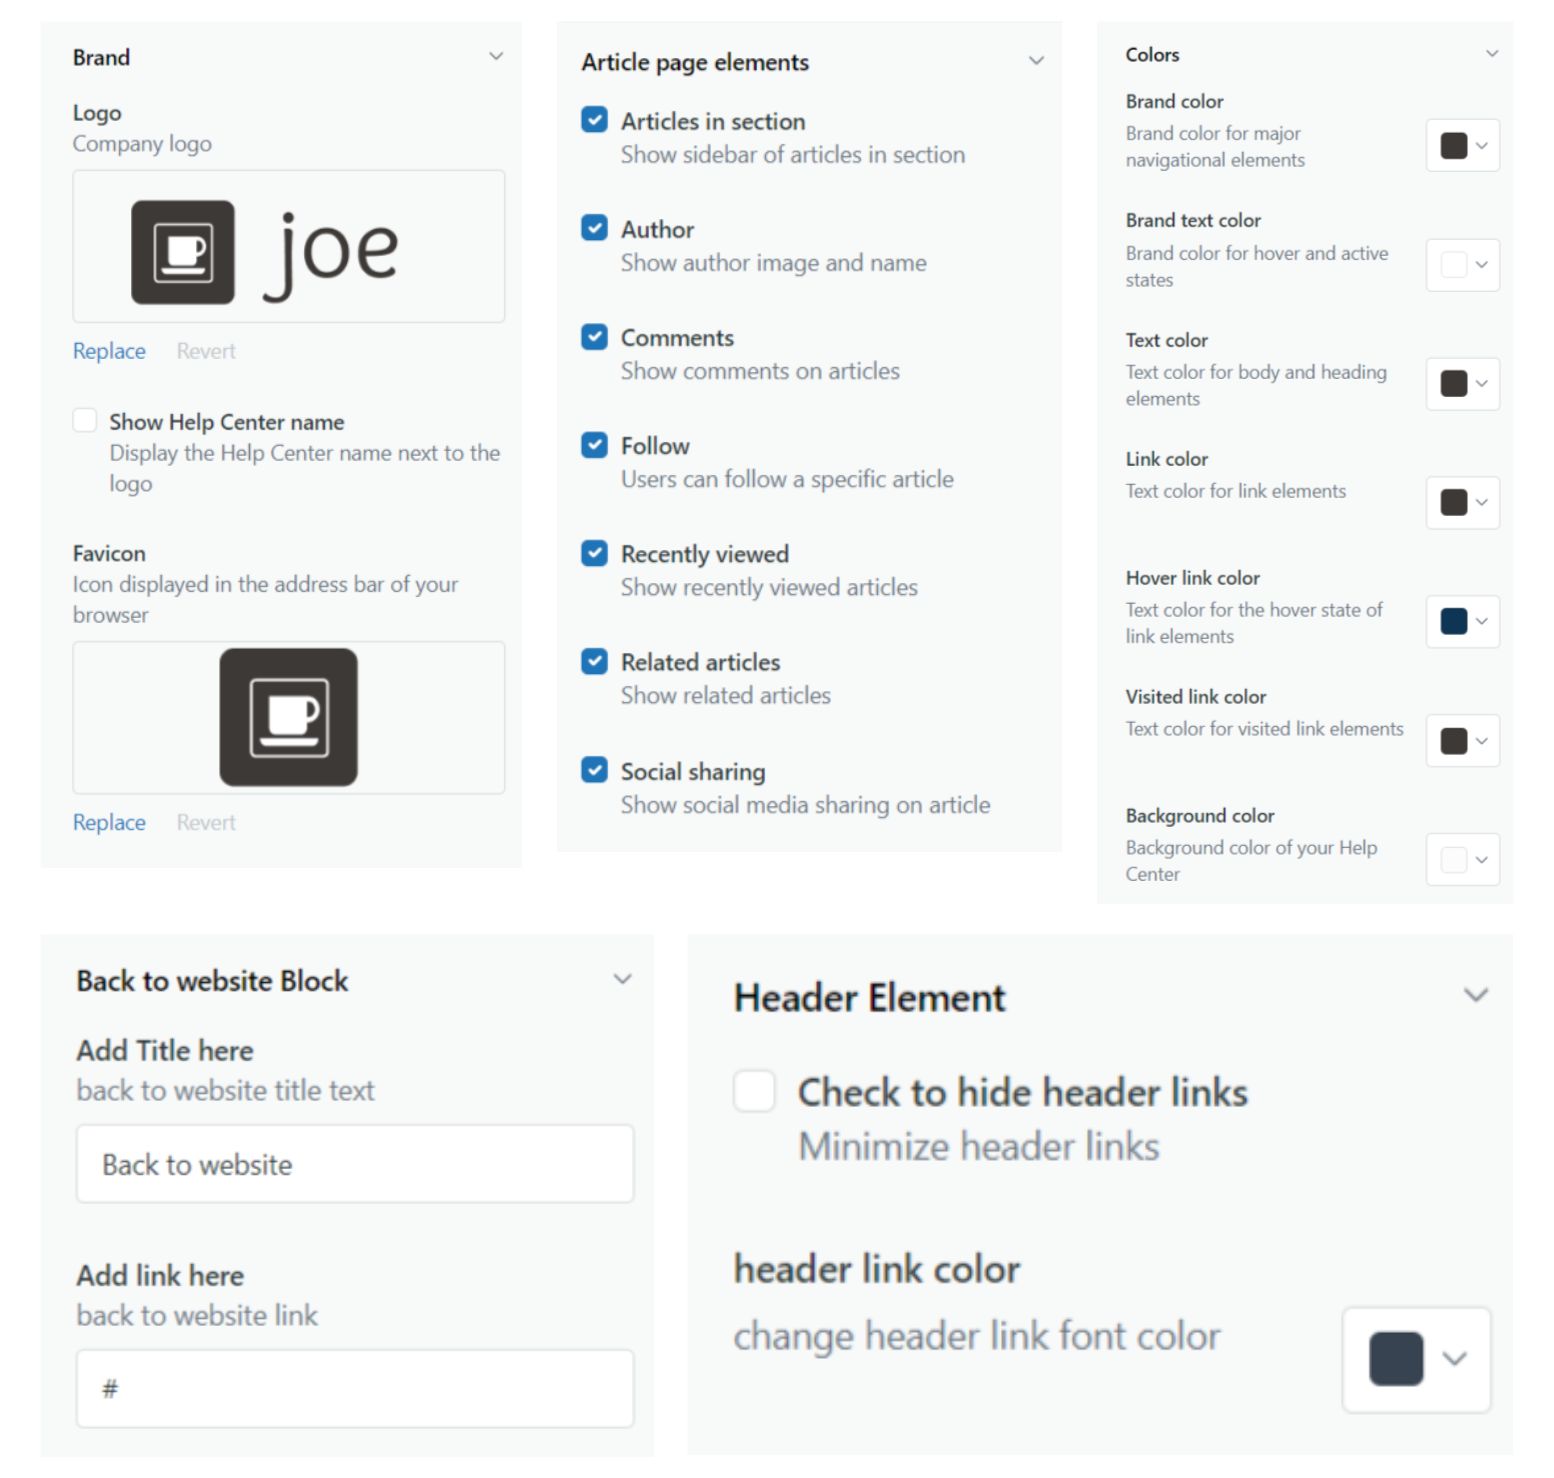 Brand
Logo
Company logo
joe
Replace Revert
Show Help Center name
Display the Help Center name next to the
logo
Favicon
Icon displayed in the address bar of your
browser
Replace Revert
Article page elements
Articles in section
Show sidebar of articles in section
Author
Show author image and name
Comments
Show comments on articles
Follow
Users can follow a specific article
Recently viewed
Show recently viewed articles
Related articles
Show related articles
Social sharing
Show social media sharing on article
Colors
Brand color
Brand color for major
navigational elements
Brand text color
Brand color for hover and active
states
Text color
Text color for body and heading
elements
Link color
Text color for link elements
Hover link color
Text color for the hover state of
link elements
Visited link color
Text color for visited link elements
Background color
Background color of your Help
Center
Back to website Block
Add Title here
back to website title text
Back to website
Add link here
back to website link
#
Header Element
Check to hide header links
Minimize header links
header link color
change header link font color